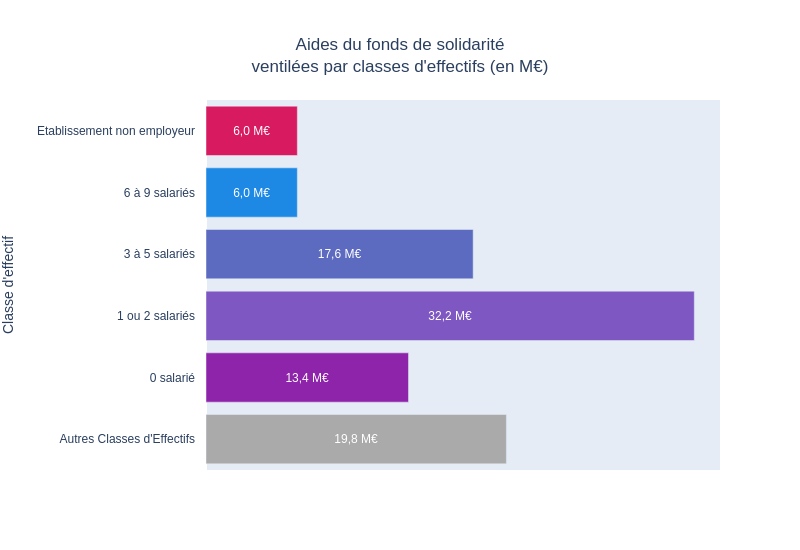 Aides du fonds de solidarité
ventilées par classes d'effectifs (en M€)
Classe d'effectif
Etablissement non employeur
6,0 M€
6 à 9 salariés
6,0 M€
3 à 5 salariés
17,6 M€
1 ou 2 salariés
32,2 M€
0 salarié
13,4 M€
Autres Classes d'Effectifs
19,8 M€